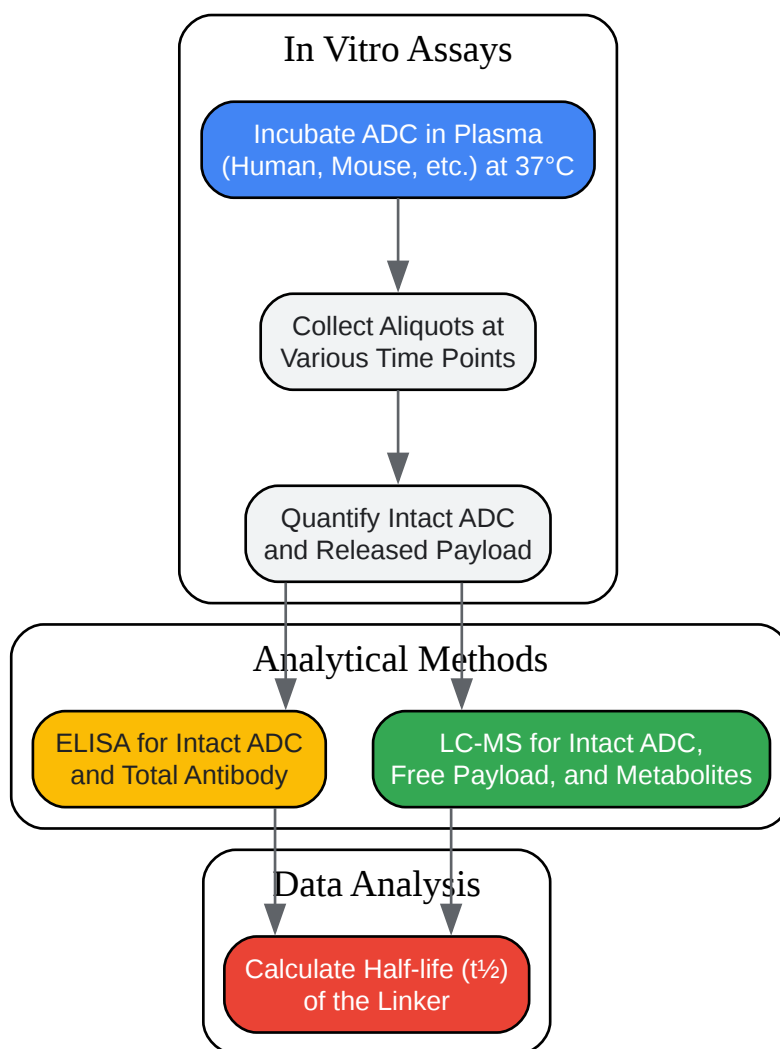 In Vitro Assays
Incubate ADC in Plasma
(Human, Mouse, etc.) at 37°C
Collect Aliquots at
Various Time Points
Quantify Intact ADC
and Released Payload
Analytical Methods
ELISA for Intact ADC
and Total Antibody
LC-MS for Intact ADC,
Free Payload, and Metabolites
Data Analysis
Calculate Half-life (t½)
of the Linker